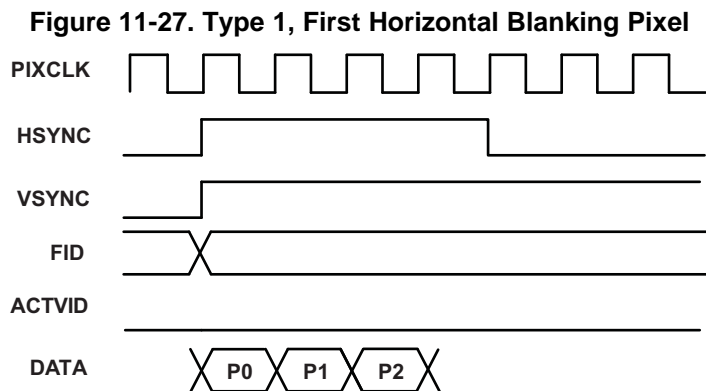 Figure 11-27. Type 1, First Horizontal Blanking Pixel
PIXCLK
HSYNC
VSYNC
FID
ACTVID
DATA P0 P1 P2